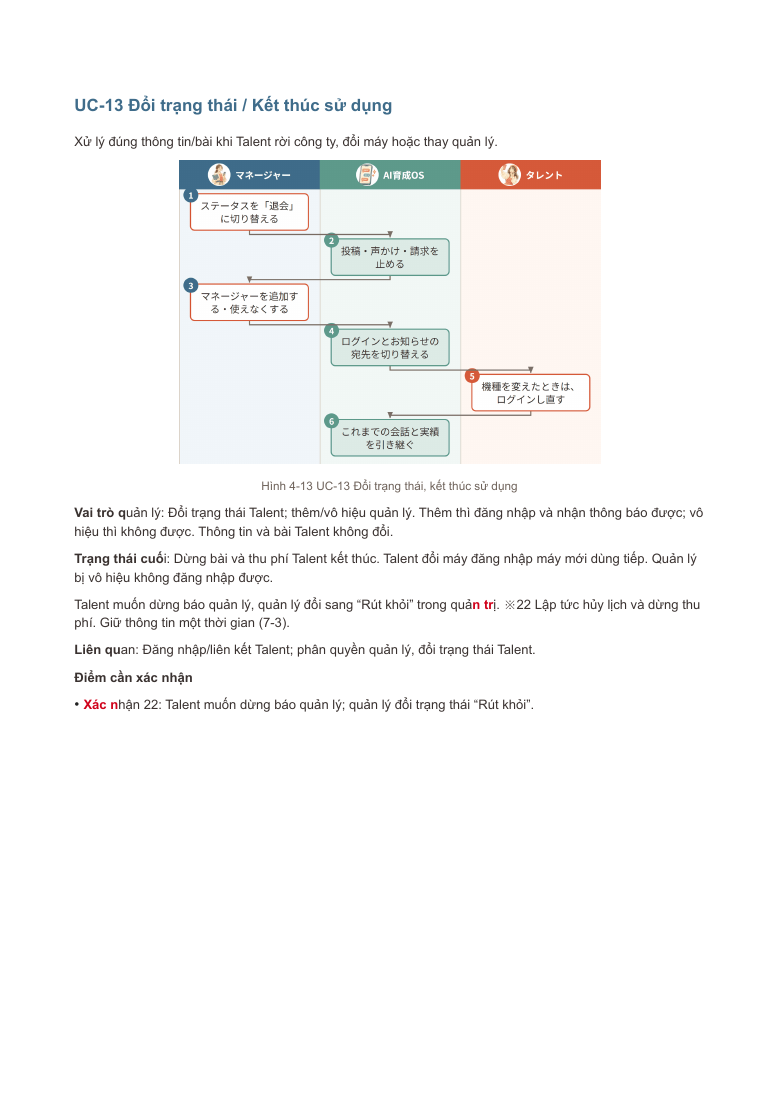 UC-13 Đổi trạng thái / Kết thúc sử dụng
Xử lý đúng thông tin/bài khi Talent rời công ty, đổi máy hoặc thay quản lý.
マネージャー
AI育成OS
タレント
1
ステータスを「退会」
に切り替える
2
投稿・声かけ・請求を
止める
3
マネージャーを追加す
る・使えなくする
4
ログインとお知らせの
宛先を切り替える
5
機種を変えたときは、
ログインし直す
6
これまでの会話と実績
を引き継ぐ
Hình 4-13 UC-13 Đổi trạng thái, kết thúc sử dụng
Vai trò quản lý: Đổi trạng thái Talent; thêm/vô hiệu quản lý. Thêm thì đăng nhập và nhận thông báo được; vô
hiệu thì không được. Thông tin và bài Talent không đổi.
Trạng thái cuối: Dừng bài và thu phí Talent kết thúc. Talent đổi máy đăng nhập máy mới dùng tiếp. Quản lý
bị vô hiệu không đăng nhập được.
Talent muốn dừng báo quản lý, quản lý đổi sang “Rút khỏi” trong quản trị. ※22 Lập tức hủy lịch và dừng thu
phí. Giữ thông tin một thời gian (7-3).
Liên quan: Đăng nhập/liên kết Talent; phân quyền quản lý, đổi trạng thái Talent.
Điểm cần xác nhận
• Xác nhận 22: Talent muốn dừng báo quản lý; quản lý đổi trạng thái “Rút khỏi”.